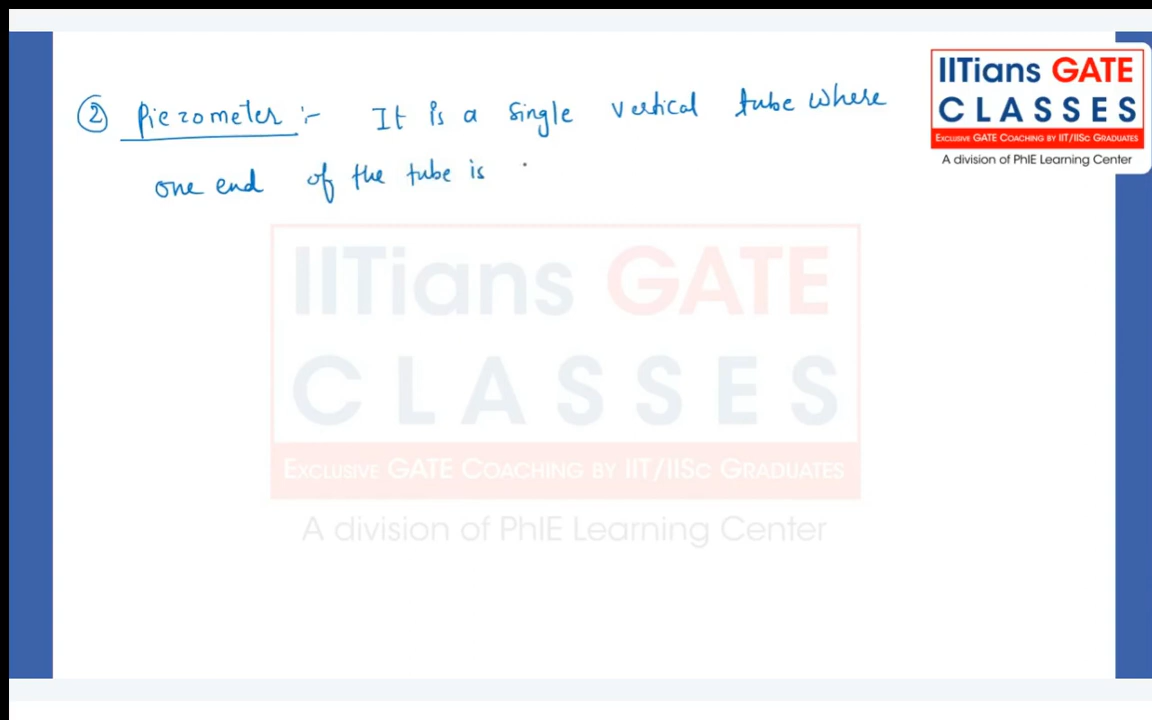 IITians GATE
CLASSES
EXCLUSIVE GATE COACHING BY IIT/IISc GRADUATES
A division of PhIE Learning Center
② Piezometer :- It is a single vertical tube where
one end of the tube is
IITians GATE
CLASSES
EXCLUSIVE GATE COACHING BY IIT/IISc GRADUATES
A division of PhIE Learning Center